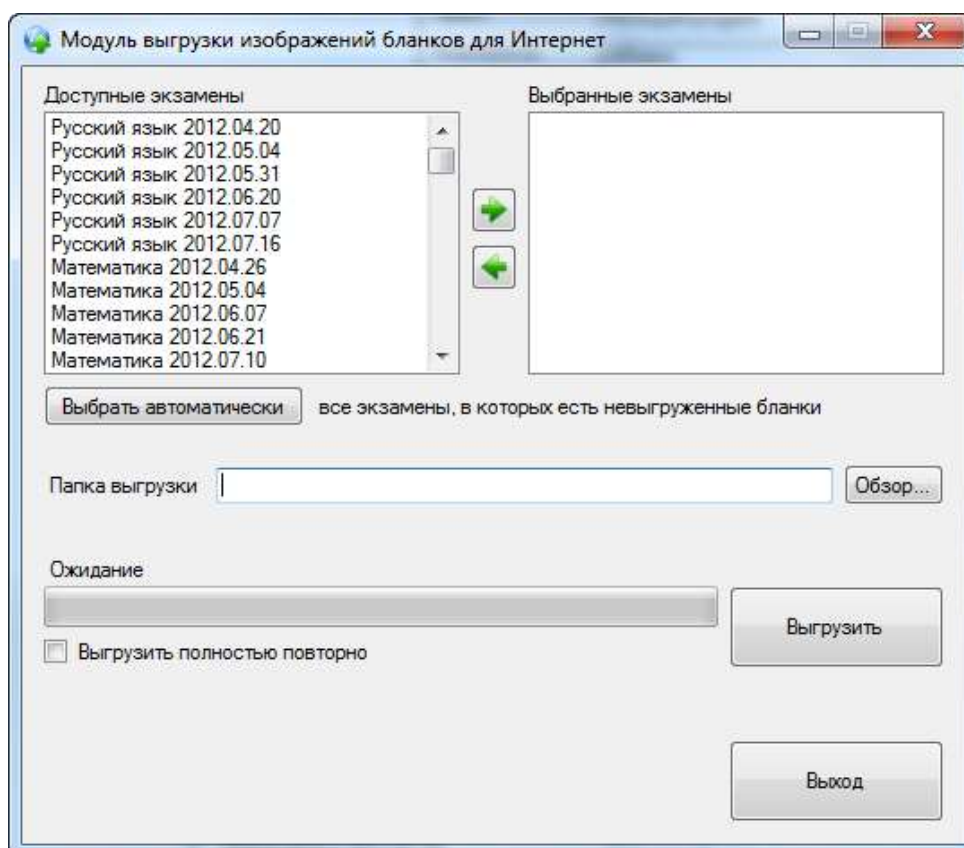 Модуль выгрузки изображений бланков для Интернет
Доступные экзамены
Русский язык 2012.04.20
Русский язык 2012.05.04
Русский язык 2012.05.31
Русский язык 2012.06.20
Русский язык 2012.07.07
Русский язык 2012.07.16
Математика 2012.04.26
Математика 2012.05.04
Математика 2012.06.07
Математика 2012.06.21
Математика 2012.07.10
Выбранные экзамены
Выбрать автоматически все экзамены, в которых есть невыгруженные бланки
Папка выгрузки Обзор...
Ожидание
Выгрузить
Выгрузить полностью повторно
Выход